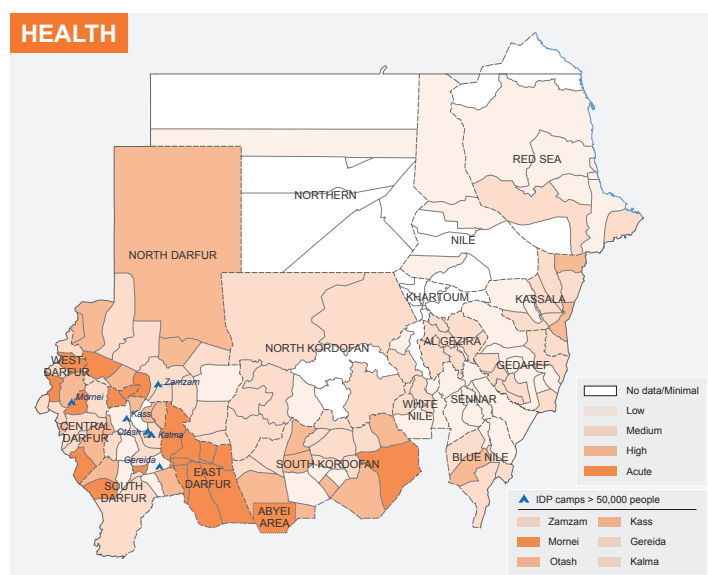 HEALTH
RED SEA
NORTHERN
NILE
NORTH DARFUR
KHARTOUM
KASSALA
AL GEZIRA
NORTH KORDOFAN
WEST
DARFUR
GEDAREF
Zamzam
Mornei
SENNAR
WHITE
NILE
Kass
CENTRAL
DARFUR
Otash
Kalma
BLUE NILE
Gereida
SOUTH KORDOFAN
EAST
DARFUR
SOUTH
DARFUR
ABYEI
AREA
No data/Minimal
Low
Medium
High
Acute
IDP camps > 50,000 people
Zamzam
Kass
Mornei
Gereida
Otash
Kalma